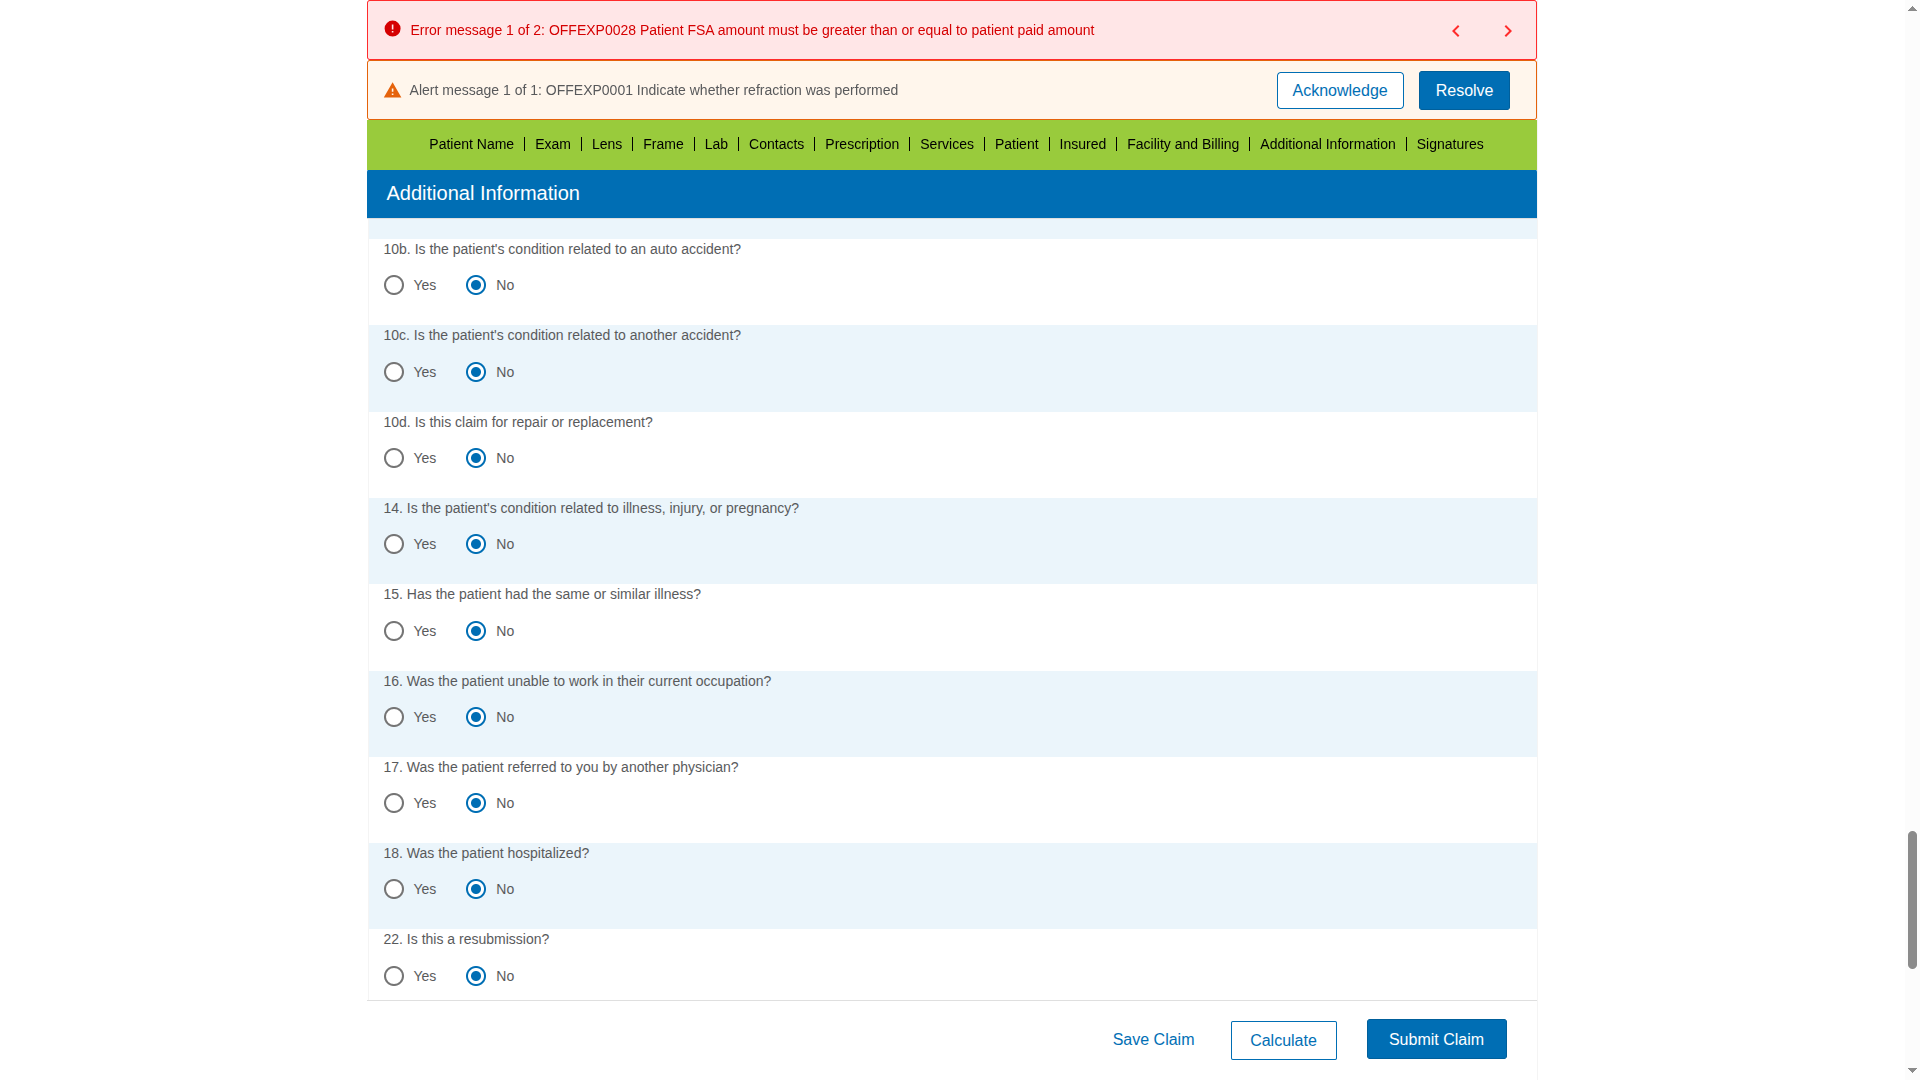 Error message 1 of 2: OFFEXP0028 Patient FSA amount must be greater than or equal to patient paid amount
Alert message 1 of 1: OFFEXP0001 Indicate whether refraction was performed
Acknowledge
Resolve
Patient Name | Exam | Lens | Frame | Lab | Contacts | Prescription | Services | Patient | Insured | Facility and Billing | Additional Information | Signatures
Additional Information
10b. Is the patient's condition related to an auto accident?
Yes No
10c. Is the patient's condition related to another accident?
Yes No
10d. Is this claim for repair or replacement?
Yes No
14. Is the patient's condition related to illness, injury, or pregnancy?
Yes No
15. Has the patient had the same or similar illness?
Yes No
16. Was the patient unable to work in their current occupation?
Yes No
17. Was the patient referred to you by another physician?
Yes No
18. Was the patient hospitalized?
Yes No
22. Is this a resubmission?
Yes No
Save Claim
Calculate
Submit Claim